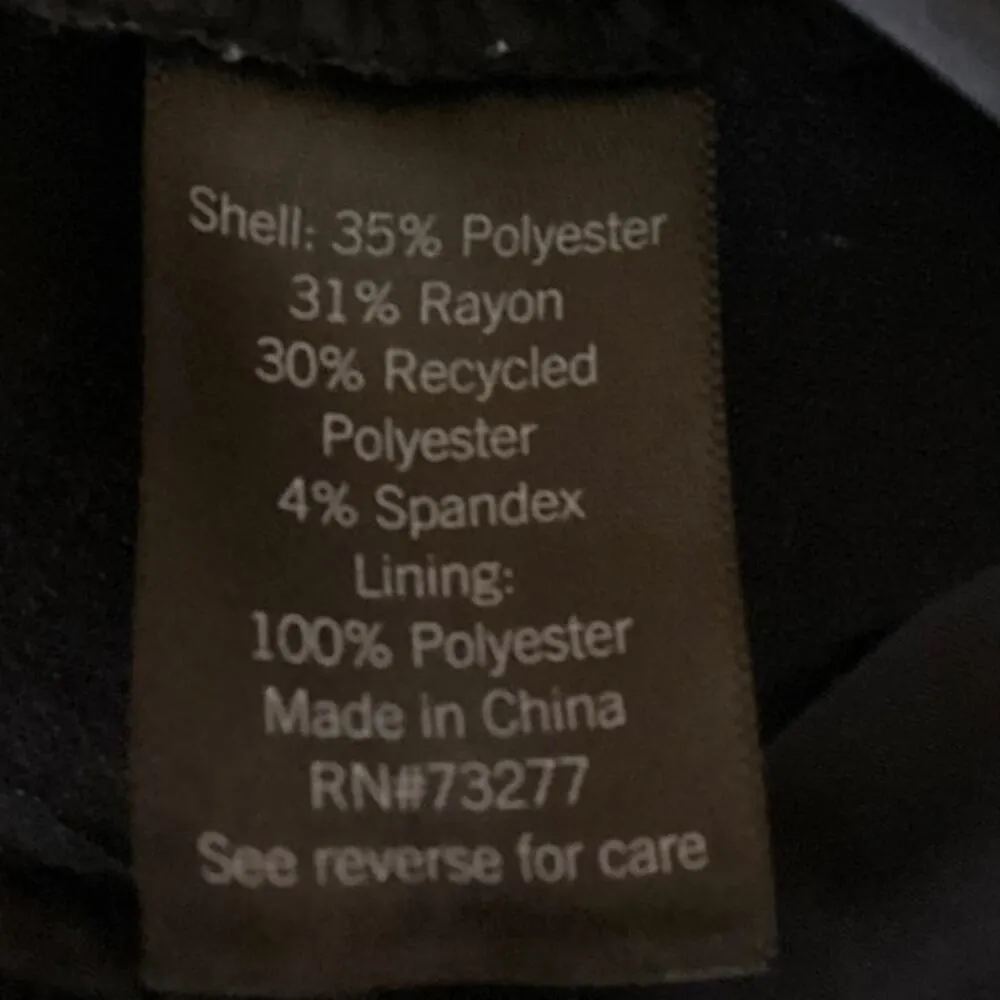 Shell: 35% Polyester
31% Rayon
30% Recycled
Polyester
4% Spandex
Lining:
100% Polyester
Made in China
RN#73277
See reverse for care